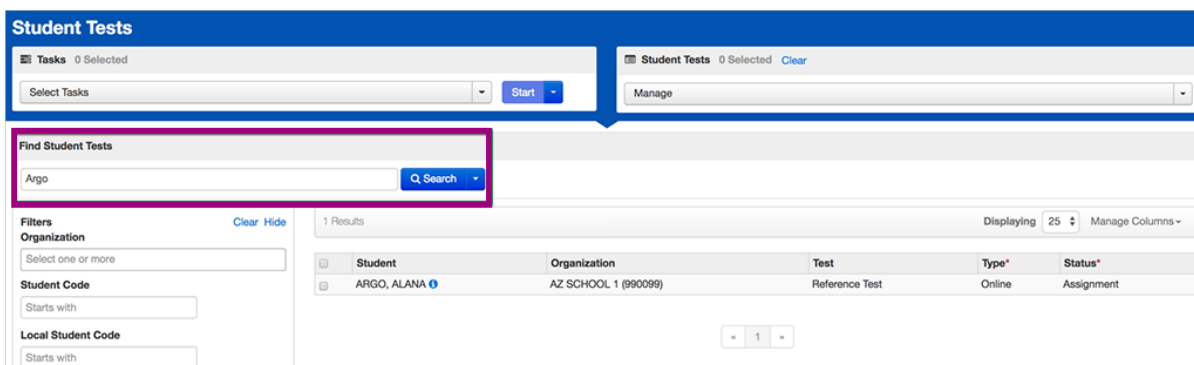 Student Tests
Tasks 0 Selected
Select Tasks
Start
Student Tests 0 Selected Clear
Manage
Find Student Tests
Argo
Search
Filters Clear Hide
Organization
Select one or more
Student Code
Starts with
Local Student Code
Starts with
1 Results Displaying 25 Manage Columns
Student Organization Test Type* Status*
ARGO, ALANA AZ SCHOOL 1 (990099) Reference Test Online Assignment
« 1 »